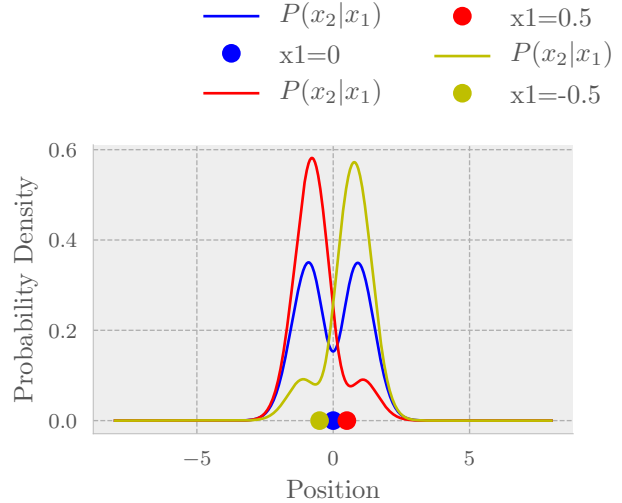 P(x₂|x₁)
x1=0
P(x₂|x₁)
x1=0.5
P(x₂|x₁)
x1=-0.5
0.6
0.4
0.2
0.0
Probability Density
−5
0
5
Position